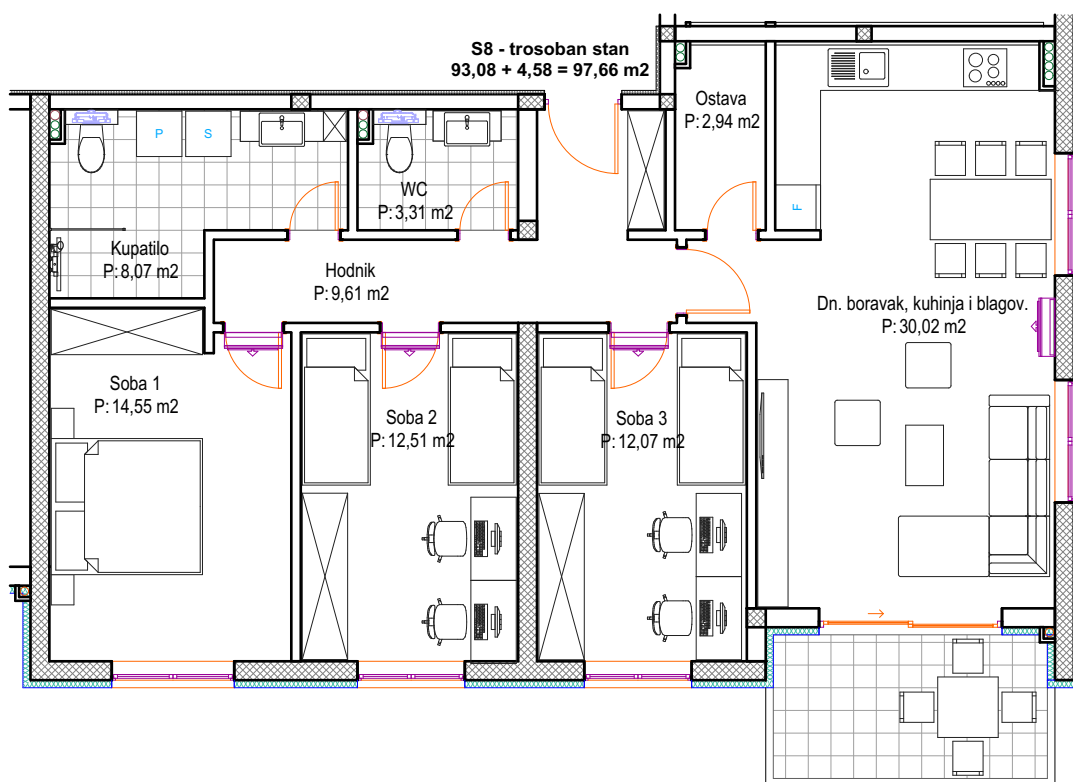 S8 - trosoban stan
93,08 + 4,58 = 97,66 m2
Ostava
P: 2,94 m2
P
S
WC
P: 3,31 m2
F
Kupatilo
P: 8,07 m2
Hodnik
P: 9,61 m2
Dn. boravak, kuhinja i blagov.
P: 30,02 m2
Soba 1
P: 14,55 m2
Soba 2
P: 12,51 m2
Soba 3
P: 12,07 m2